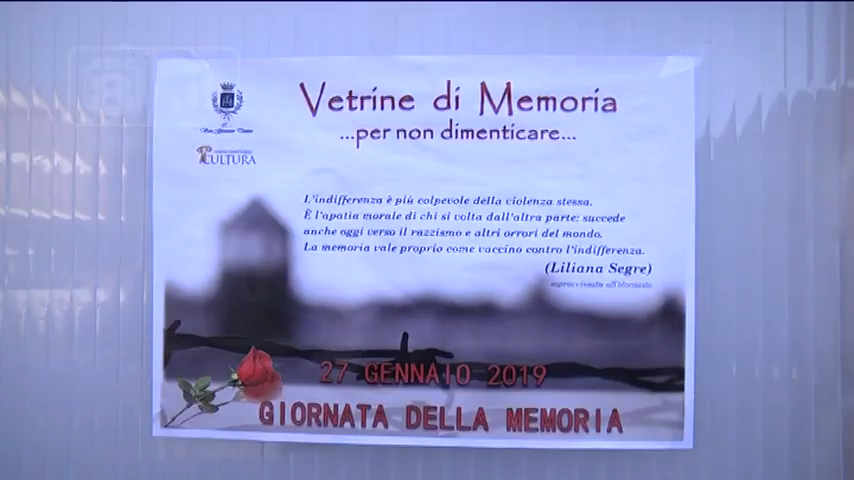 Vetrine di Memoria
...per non dimenticare...
CULTURA
L'indifferenza è più colpevole della violenza stessa.
È l'apatia morale di chi si volta dall'altra parte: succede
anche oggi verso il razzismo e altri orrori del mondo.
La memoria vale proprio come vaccino contro l'indifferenza.
(Liliana Segre)
27 GENNAIO 2019
GIORNATA DELLA MEMORIA